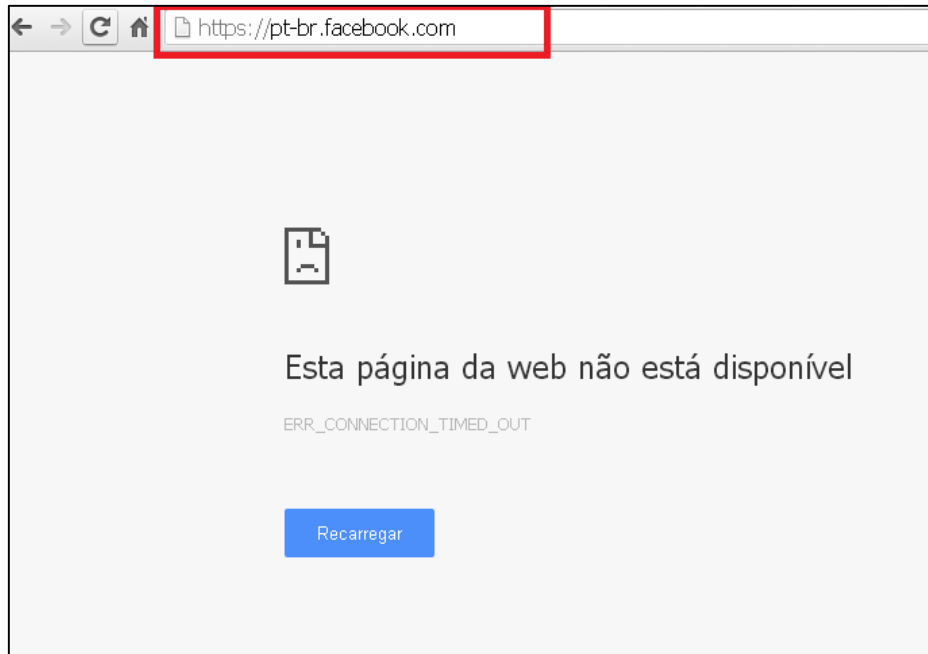 https://pt-br.facebook.com
Esta página da web não está disponível
ERR_CONNECTION_TIMED_OUT
Recarregar